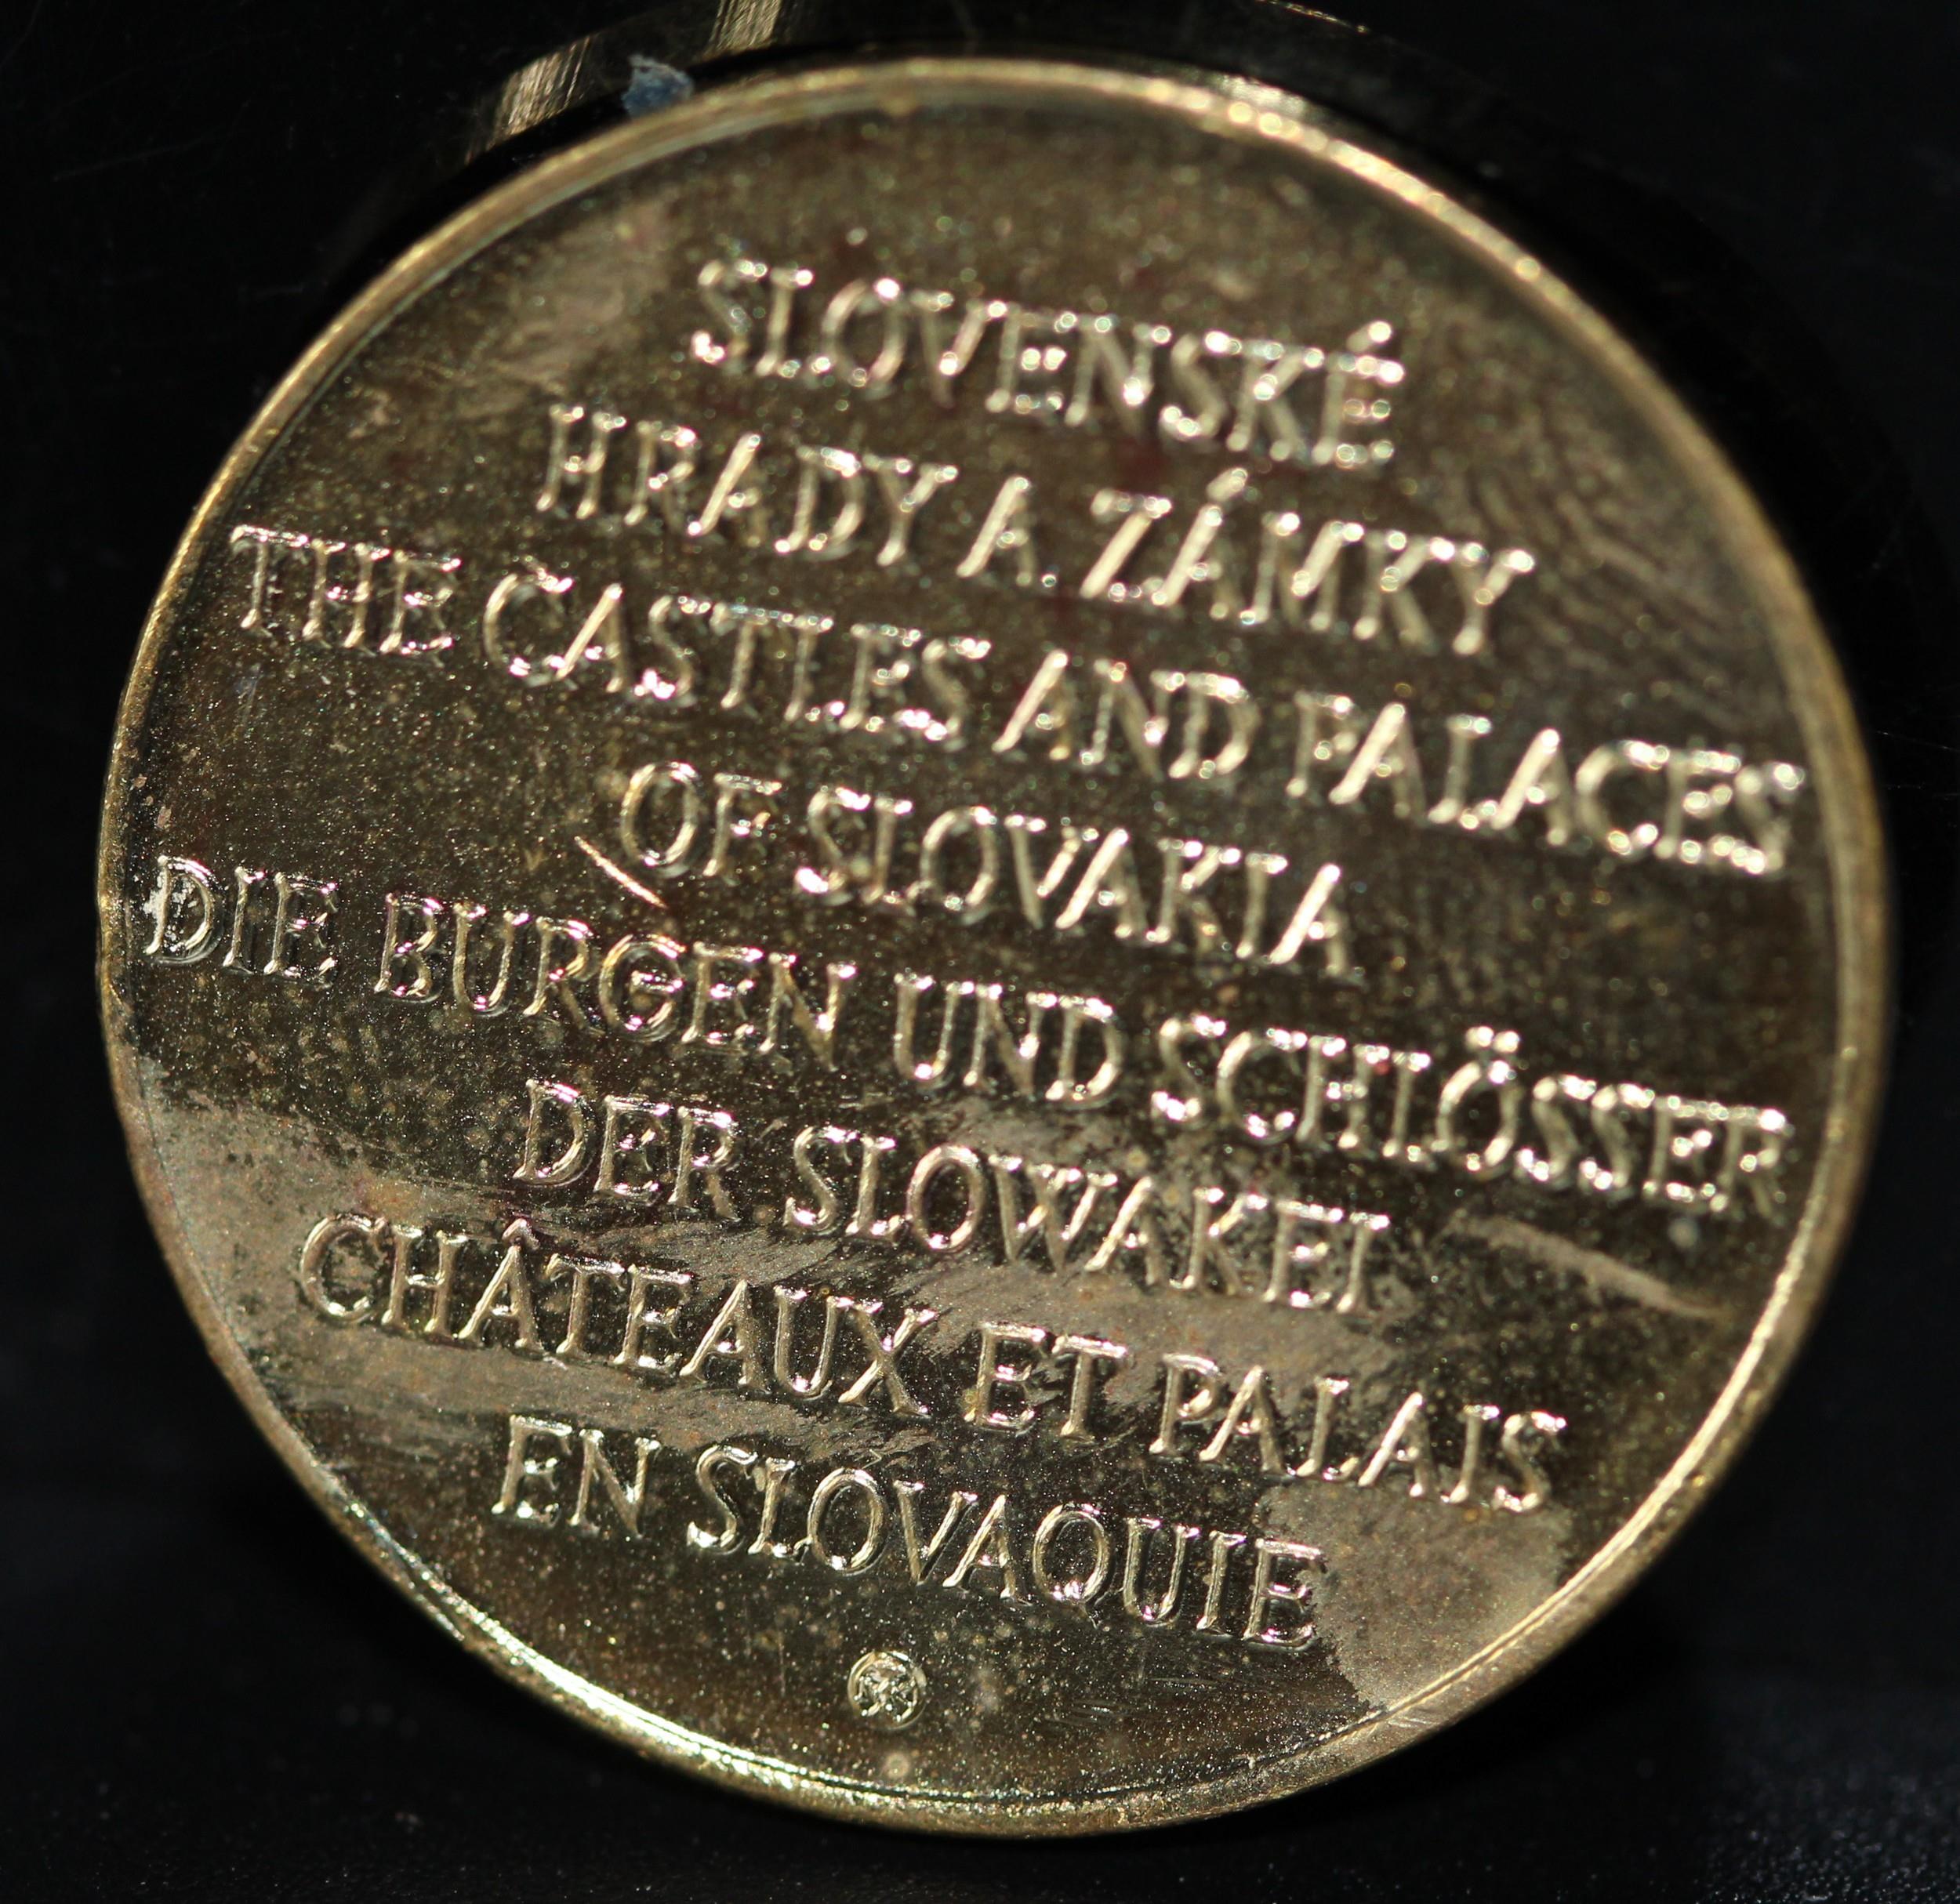 SLOVENSKÉ
HRADY A ZÁMKY
THE CASTLES AND PALACES
OF SLOVAKIA
DIE BURGEN UND SCHLÖSSER
DER SLOWAKEI
CHÂTEAUX ET PALAIS
EN SLOVAQUIE